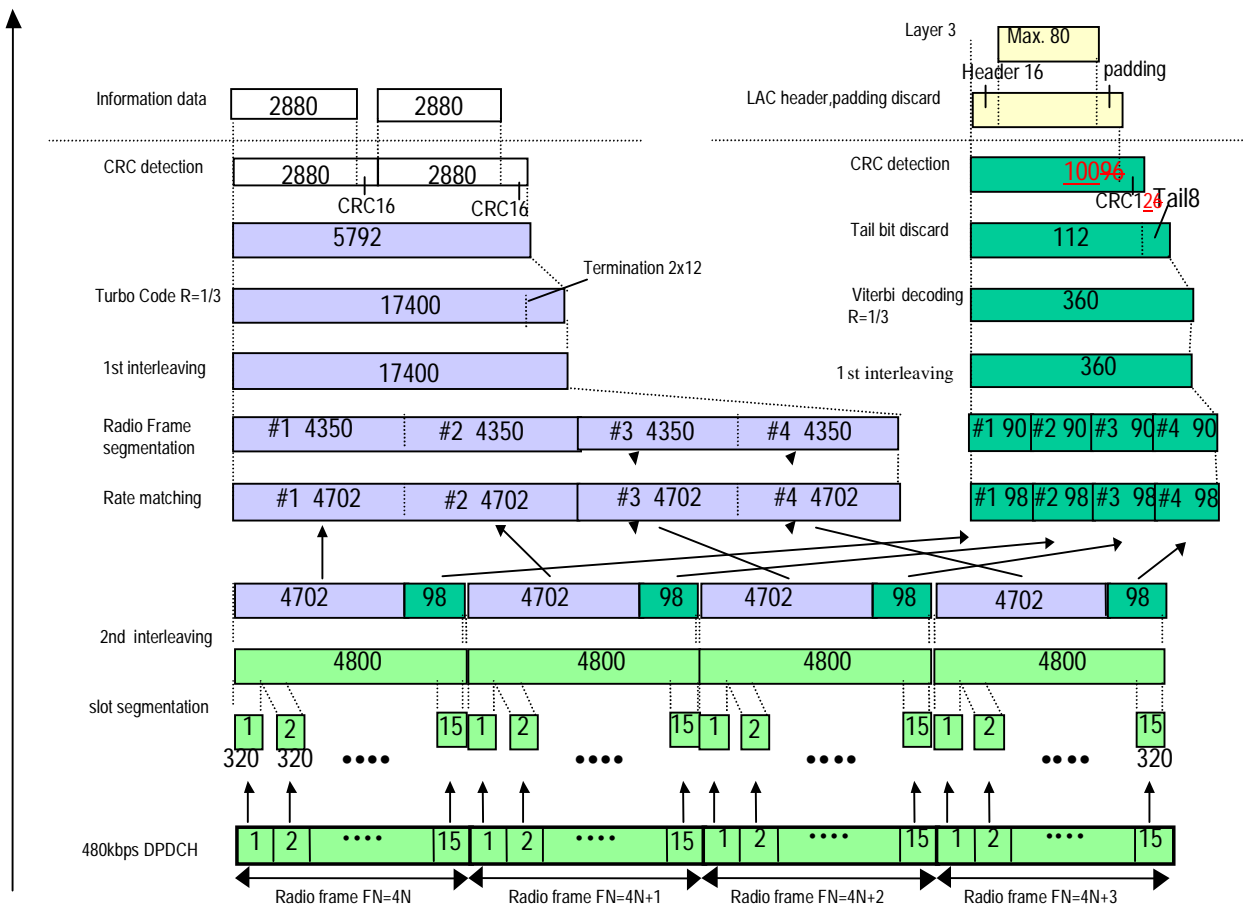 Layer 3
Max. 80
Header 16
padding
Information data
2880
2880
LAC header,padding discard
CRC detection
2880
2880
CRC16
CRC16
CRC detection
10096
CRC124
Tail8
5792
Tail bit discard
112
Termination 2x12
Turbo Code R=1/3
17400
Viterbi decoding
R=1/3
360
1st interleaving
17400
1st interleaving
360
Radio Frame
segmentation
#1 4350
#2 4350
#3 4350
#4 4350
#1 90
#2 90
#3 90
#4 90
Rate matching
#1 4702
#2 4702
#3 4702
#4 4702
#1 98
#2 98
#3 98
#4 98
4702
98
4702
98
4702
98
4702
98
2nd interleaving
4800
4800
4800
4800
slot segmentation
1
2
15
1
2
15
1
2
15
1
2
15
320
320
320
480kbps DPDCH
1
2
15
1
2
15
1
2
15
1
2
15
Radio frame FN=4N
Radio frame FN=4N+1
Radio frame FN=4N+2
Radio frame FN=4N+3